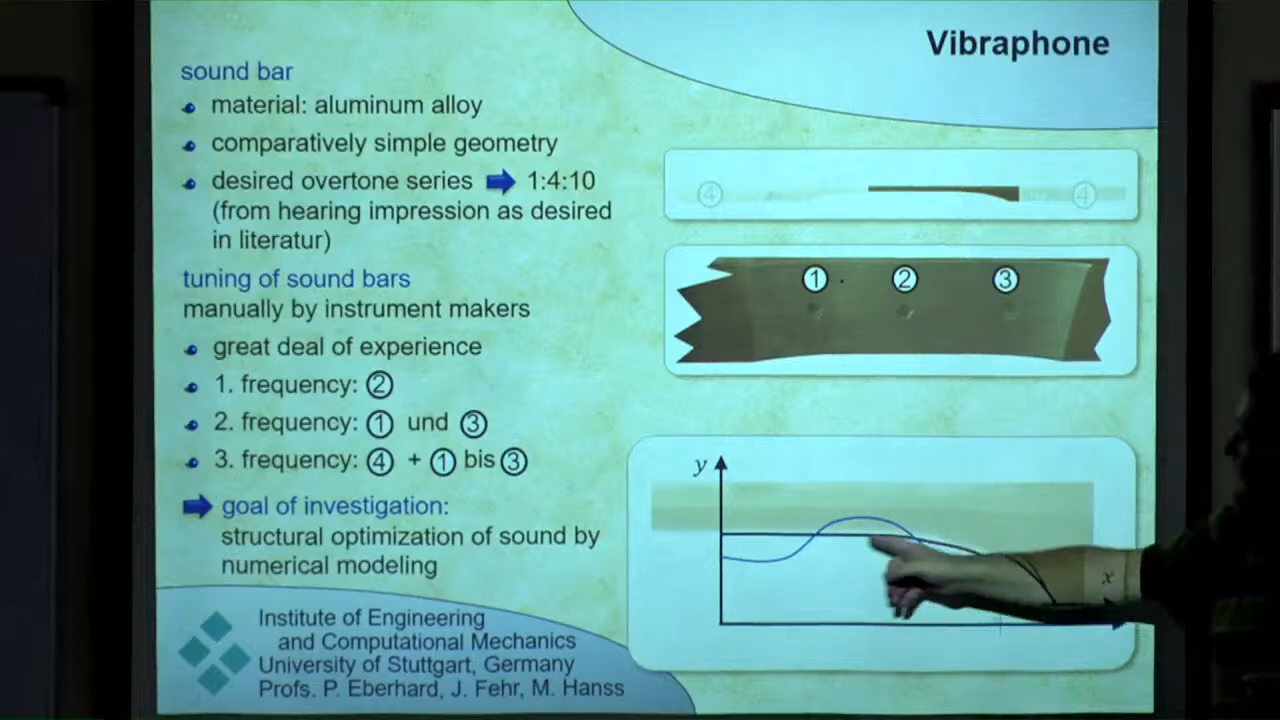 Vibraphone
sound bar
material: aluminum alloy
comparatively simple geometry
desired overtone series 1:4:10
(from hearing impression as desired
in literatur)
tuning of sound bars
manually by instrument makers
great deal of experience
1. frequency: ②
2. frequency: ① und ③
3. frequency: ④ + ① bis ③
goal of investigation:
structural optimization of sound by
numerical modeling
④ ④
① ② ③
y
x
Institute of Engineering
and Computational Mechanics
University of Stuttgart, Germany
Profs. P. Eberhard, J. Fehr, M. Hanss